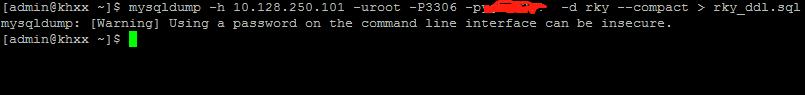 [admin@khxx ~]$ mysqldump -h 10.128.250.101 -uroot -P3306 -d rky --compact > rky_ddl.sql
mysqldump: [Warning] Using a password on the command line interface can be insecure.
[admin@khxx ~]$